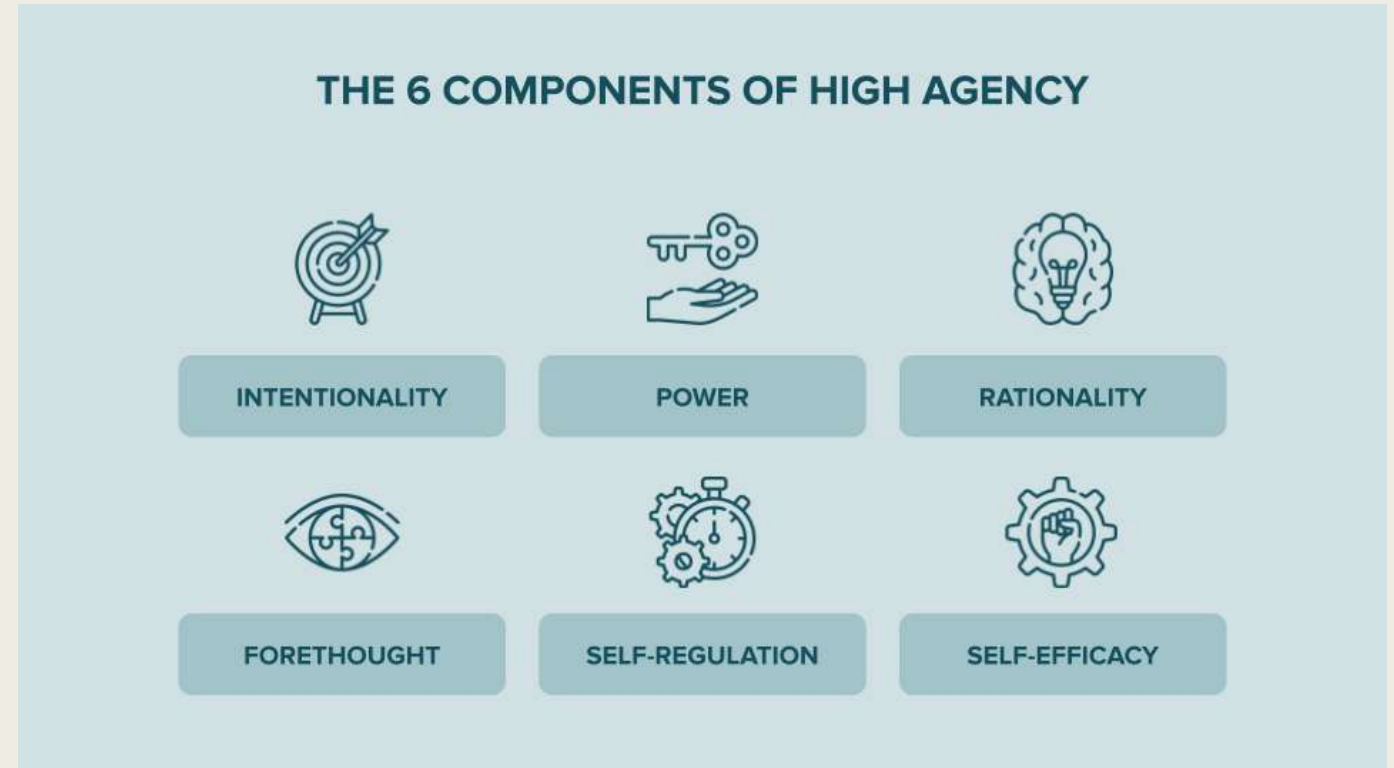 THE 6 COMPONENTS OF HIGH AGENCY
INTENTIONALITY
POWER
RATIONALITY
FORETHOUGHT
SELF-REGULATION
SELF-EFFICACY